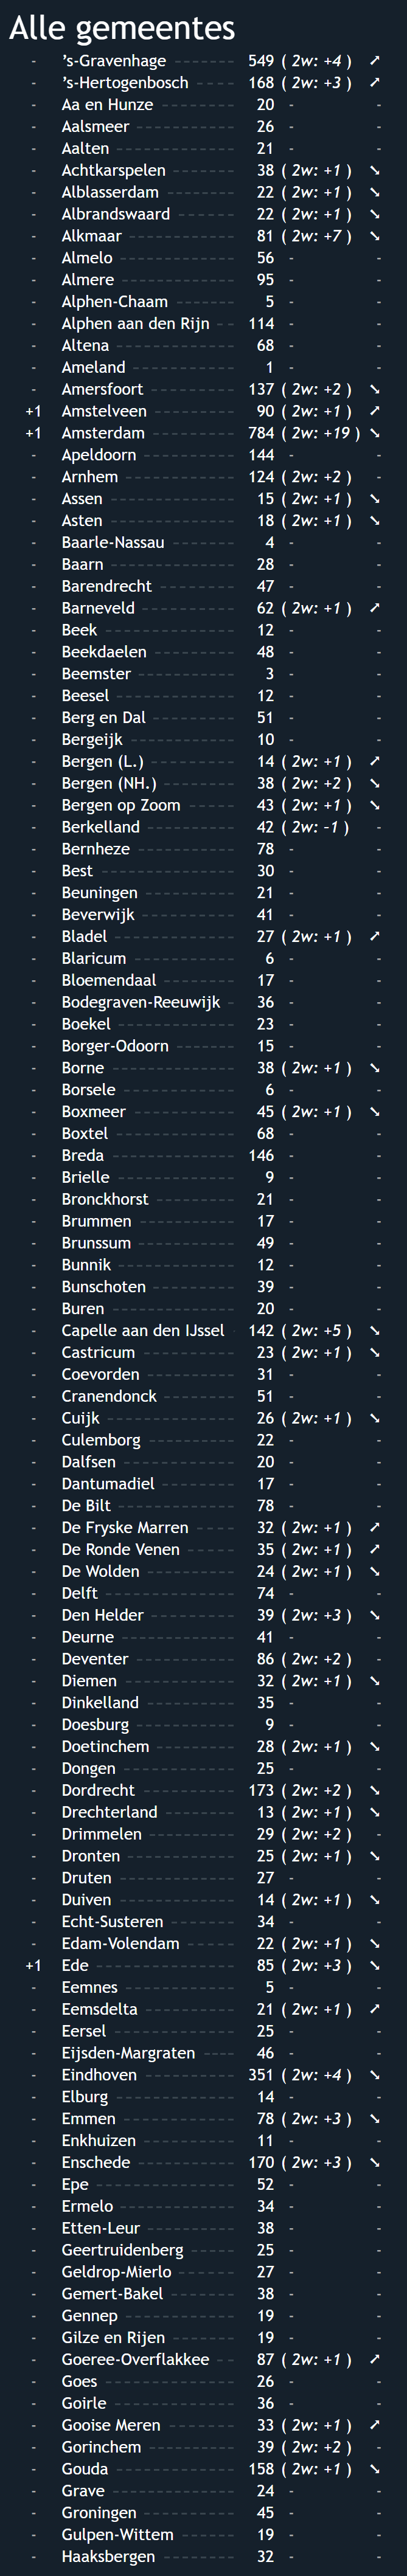 Alle gemeentes
- ’s-Gravenhage 549 ( 2w: +4 ) ➚
- ’s-Hertogenbosch 168 ( 2w: +3 ) ➚
- Aa en Hunze 20 - -
- Aalsmeer 26 - -
- Aalten 21 - -
- Achtkarspelen 38 ( 2w: +1 ) ➘
- Alblasserdam 22 ( 2w: +1 ) ➘
- Albrandswaard 22 ( 2w: +1 ) ➘
- Alkmaar 81 ( 2w: +7 ) ➘
- Almelo 56 - -
- Almere 95 - -
- Alphen-Chaam 5 - -
- Alphen aan den Rijn 114 - -
- Altena 68 - -
- Ameland 1 - -
- Amersfoort 137 ( 2w: +2 ) ➘
+1 Amstelveen 90 ( 2w: +1 ) ➚
+1 Amsterdam 784 ( 2w: +19 ) ➘
- Apeldoorn 144 - -
- Arnhem 124 ( 2w: +2 ) -
- Assen 15 ( 2w: +1 ) ➘
- Asten 18 ( 2w: +1 ) ➘
- Baarle-Nassau 4 - -
- Baarn 28 - -
- Barendrecht 47 - -
- Barneveld 62 ( 2w: +1 ) ➚
- Beek 12 - -
- Beekdaelen 48 - -
- Beemster 3 - -
- Beesel 12 - -
- Berg en Dal 51 - -
- Bergeijk 10 - -
- Bergen (L.) 14 ( 2w: +1 ) ➚
- Bergen (NH.) 38 ( 2w: +2 ) ➘
- Bergen op Zoom 43 ( 2w: +1 ) ➘
- Berkelland 42 ( 2w: -1 ) -
- Bernheze 78 - -
- Best 30 - -
- Beuningen 21 - -
- Beverwijk 41 - -
- Bladel 27 ( 2w: +1 ) ➚
- Blaricum 6 - -
- Bloemendaal 17 - -
- Bodegraven-Reeuwijk 36 - -
- Boekel 23 - -
- Borger-Odoorn 15 - -
- Borne 38 ( 2w: +1 ) ➘
- Borsele 6 - -
- Boxmeer 45 ( 2w: +1 ) ➘
- Boxtel 68 - -
- Breda 146 - -
- Brielle 9 - -
- Bronckhorst 21 - -
- Brummen 17 - -
- Brunssum 49 - -
- Bunnik 12 - -
- Bunschoten 39 - -
- Buren 20 - -
- Capelle aan den IJssel 142 ( 2w: +5 ) ➘
- Castricum 23 ( 2w: +1 ) ➘
- Coevorden 31 - -
- Cranendonck 51 - -
- Cuijk 26 ( 2w: +1 ) ➘
- Culemborg 22 - -
- Dalfsen 20 - -
- Dantumadiel 17 - -
- De Bilt 78 - -
- De Fryske Marren 32 ( 2w: +1 ) ➚
- De Ronde Venen 35 ( 2w: +1 ) ➚
- De Wolden 24 ( 2w: +1 ) ➘
- Delft 74 - -
- Den Helder 39 ( 2w: +3 ) ➘
- Deurne 41 - -
- Deventer 86 ( 2w: +2 ) -
- Diemen 32 ( 2w: +1 ) ➘
- Dinkelland 35 - -
- Doesburg 9 - -
- Doetinchem 28 ( 2w: +1 ) ➘
- Dongen 25 - -
- Dordrecht 173 ( 2w: +2 ) ➘
- Drechterland 13 ( 2w: +1 ) ➘
- Drimmelen 29 ( 2w: +2 ) -
- Dronten 25 ( 2w: +1 ) ➘
- Druten 27 - -
- Duiven 14 ( 2w: +1 ) ➘
- Echt-Susteren 34 - -
- Edam-Volendam 22 ( 2w: +1 ) ➘
+1 Ede 85 ( 2w: +3 ) ➘
- Eemnes 5 - -
- Eemsdelta 21 ( 2w: +1 ) ➚
- Eersel 25 - -
- Eijsden-Margraten 46 - -
- Eindhoven 351 ( 2w: +4 ) ➘
- Elburg 14 - -
- Emmen 78 ( 2w: +3 ) ➘
- Enkhuizen 11 - -
- Enschede 170 ( 2w: +3 ) ➘
- Epe 52 - -
- Ermelo 34 - -
- Etten-Leur 38 - -
- Geertruidenberg 25 - -
- Geldrop-Mierlo 27 - -
- Gemert-Bakel 38 - -
- Gennep 19 - -
- Gilze en Rijen 19 - -
- Goeree-Overflakkee 87 ( 2w: +1 ) ➚
- Goes 26 - -
- Goirle 36 - -
- Gooise Meren 33 ( 2w: +1 ) ➚
- Gorinchem 39 ( 2w: +2 ) -
- Gouda 158 ( 2w: +1 ) ➘
- Grave 24 - -
- Groningen 45 - -
- Gulpen-Wittem 19 - -
- Haaksbergen 32 - -